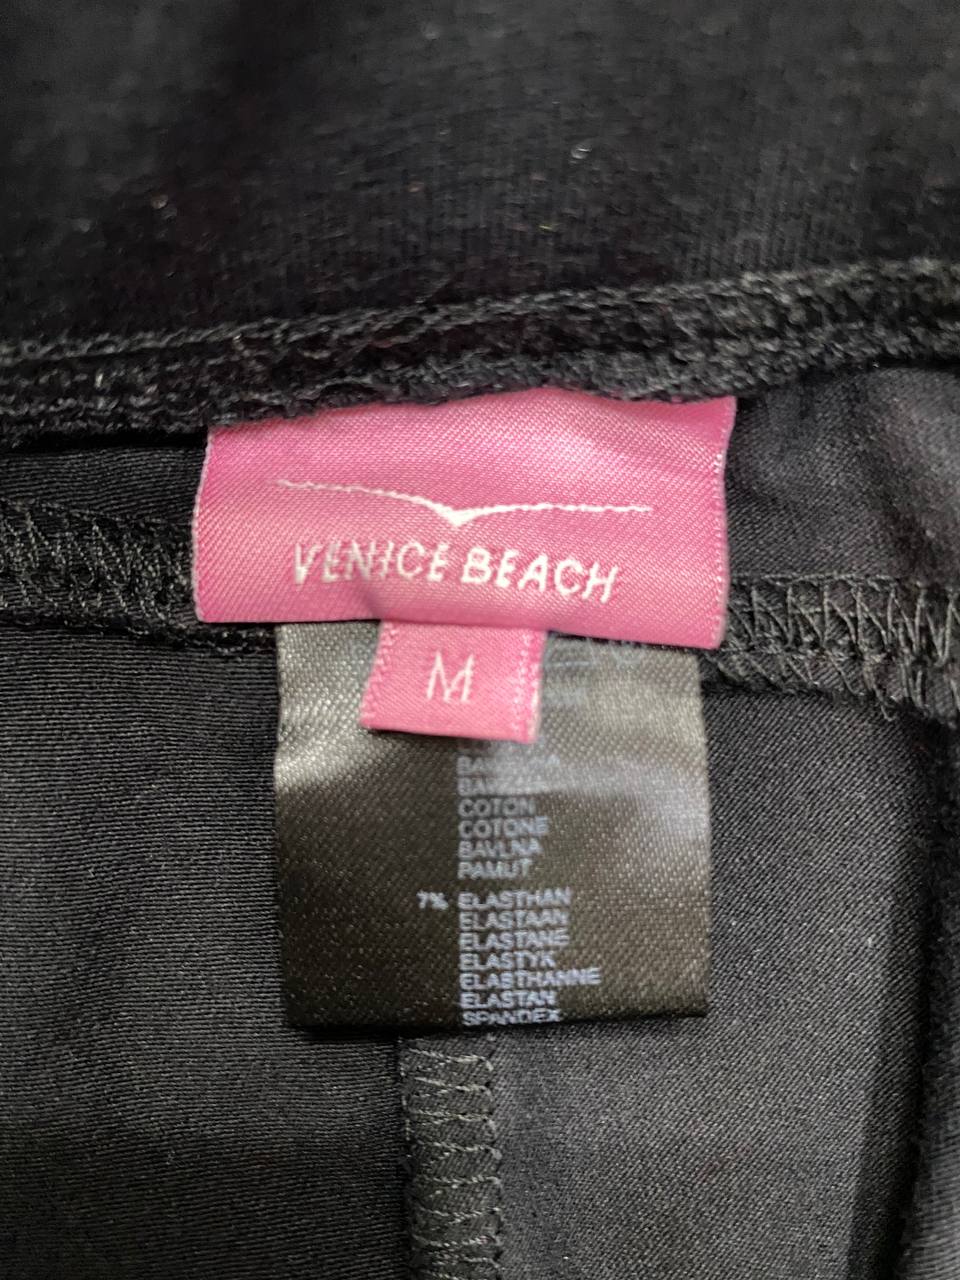 VENICE BEACH
M
COTON
COTONE
BAVLNA
PAMUT
7% ELASTHAN
ELASTAAN
ELASTANE
ELASTYK
ELASTHANNE
ELASTAN
SPANDEX